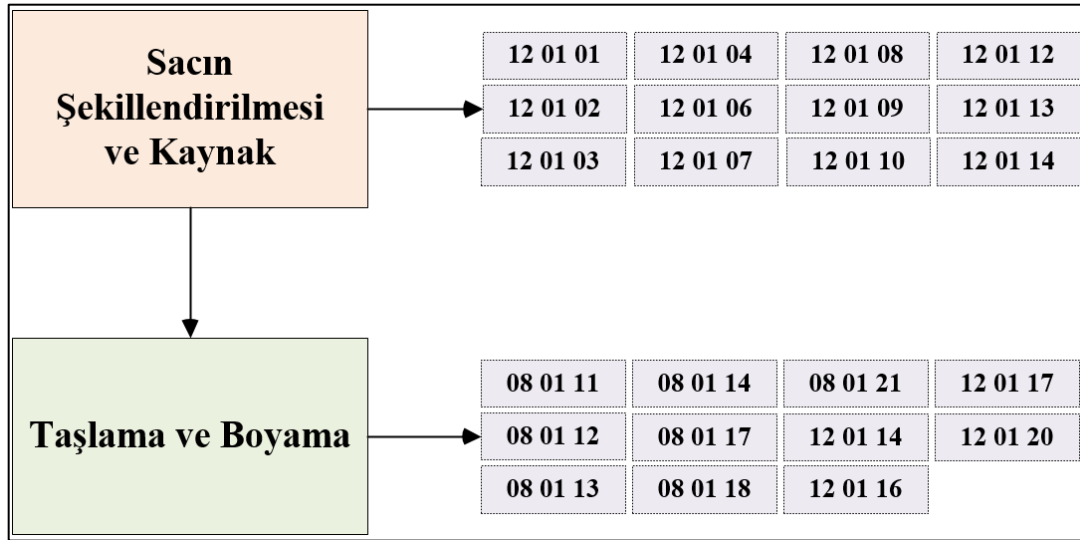 Sacın
Şekillendirilmesi
ve Kaynak
12 01 01 12 01 04 12 01 08 12 01 12
12 01 02 12 01 06 12 01 09 12 01 13
12 01 03 12 01 07 12 01 10 12 01 14
Taşlama ve Boyama
08 01 11 08 01 14 08 01 21 12 01 17
08 01 12 08 01 17 12 01 14 12 01 20
08 01 13 08 01 18 12 01 16